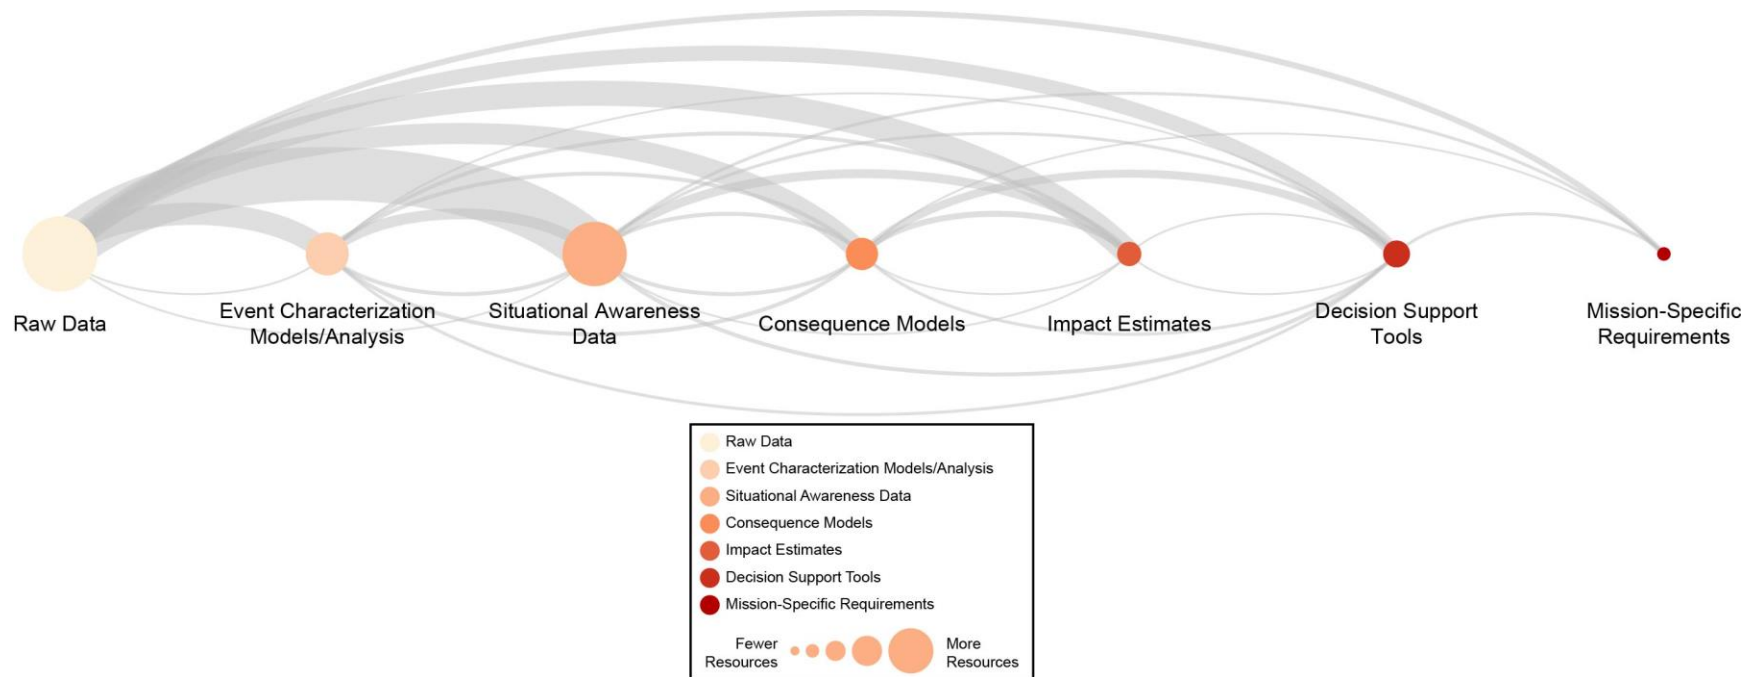 Raw Data
Event Characterization
Models/Analysis
Situational Awareness
Data
Consequence Models
Impact Estimates
Decision Support
Tools
Mission-Specific
Requirements
Raw Data
Event Characterization Models/Analysis
Situational Awareness Data
Consequence Models
Impact Estimates
Decision Support Tools
Mission-Specific Requirements
Fewer
Resources
More
Resources